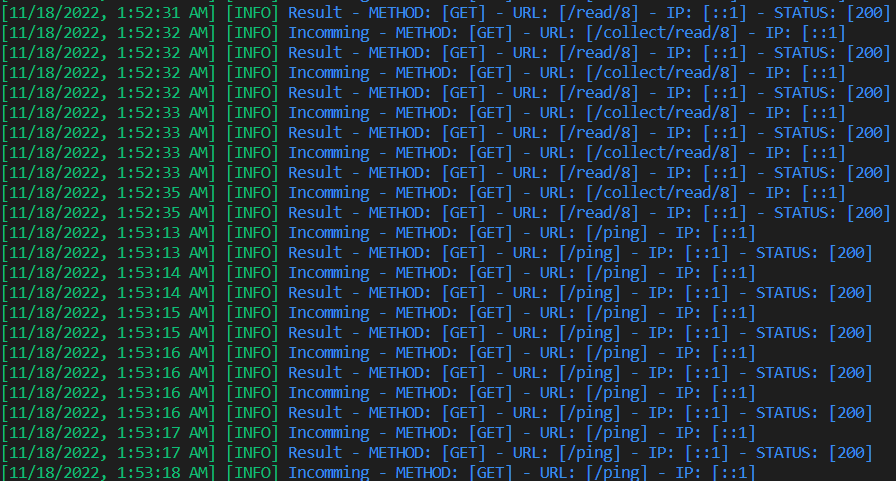 [11/18/2022, 1:52:31 AM] [INFO] Result - METHOD: [GET] - URL: [/read/8] - IP: [::1] - STATUS: [200]
[11/18/2022, 1:52:32 AM] [INFO] Incomming - METHOD: [GET] - URL: [/collect/read/8] - IP: [::1]
[11/18/2022, 1:52:32 AM] [INFO] Result - METHOD: [GET] - URL: [/read/8] - IP: [::1] - STATUS: [200]
[11/18/2022, 1:52:32 AM] [INFO] Incomming - METHOD: [GET] - URL: [/collect/read/8] - IP: [::1]
[11/18/2022, 1:52:32 AM] [INFO] Result - METHOD: [GET] - URL: [/read/8] - IP: [::1] - STATUS: [200]
[11/18/2022, 1:52:33 AM] [INFO] Incomming - METHOD: [GET] - URL: [/collect/read/8] - IP: [::1]
[11/18/2022, 1:52:33 AM] [INFO] Result - METHOD: [GET] - URL: [/read/8] - IP: [::1] - STATUS: [200]
[11/18/2022, 1:52:33 AM] [INFO] Incomming - METHOD: [GET] - URL: [/collect/read/8] - IP: [::1]
[11/18/2022, 1:52:33 AM] [INFO] Result - METHOD: [GET] - URL: [/read/8] - IP: [::1] - STATUS: [200]
[11/18/2022, 1:52:35 AM] [INFO] Incomming - METHOD: [GET] - URL: [/collect/read/8] - IP: [::1]
[11/18/2022, 1:52:35 AM] [INFO] Result - METHOD: [GET] - URL: [/read/8] - IP: [::1] - STATUS: [200]
[11/18/2022, 1:53:13 AM] [INFO] Incomming - METHOD: [GET] - URL: [/ping] - IP: [::1]
[11/18/2022, 1:53:13 AM] [INFO] Result - METHOD: [GET] - URL: [/ping] - IP: [::1] - STATUS: [200]
[11/18/2022, 1:53:14 AM] [INFO] Incomming - METHOD: [GET] - URL: [/ping] - IP: [::1]
[11/18/2022, 1:53:14 AM] [INFO] Result - METHOD: [GET] - URL: [/ping] - IP: [::1] - STATUS: [200]
[11/18/2022, 1:53:15 AM] [INFO] Incomming - METHOD: [GET] - URL: [/ping] - IP: [::1]
[11/18/2022, 1:53:15 AM] [INFO] Result - METHOD: [GET] - URL: [/ping] - IP: [::1] - STATUS: [200]
[11/18/2022, 1:53:16 AM] [INFO] Incomming - METHOD: [GET] - URL: [/ping] - IP: [::1]
[11/18/2022, 1:53:16 AM] [INFO] Result - METHOD: [GET] - URL: [/ping] - IP: [::1] - STATUS: [200]
[11/18/2022, 1:53:16 AM] [INFO] Incomming - METHOD: [GET] - URL: [/ping] - IP: [::1]
[11/18/2022, 1:53:16 AM] [INFO] Result - METHOD: [GET] - URL: [/ping] - IP: [::1] - STATUS: [200]
[11/18/2022, 1:53:17 AM] [INFO] Incomming - METHOD: [GET] - URL: [/ping] - IP: [::1]
[11/18/2022, 1:53:17 AM] [INFO] Result - METHOD: [GET] - URL: [/ping] - IP: [::1] - STATUS: [200]
[11/18/2022, 1:53:18 AM] [INFO] Incomming - METHOD: [GET] - URL: [/ping] - IP: [::1]